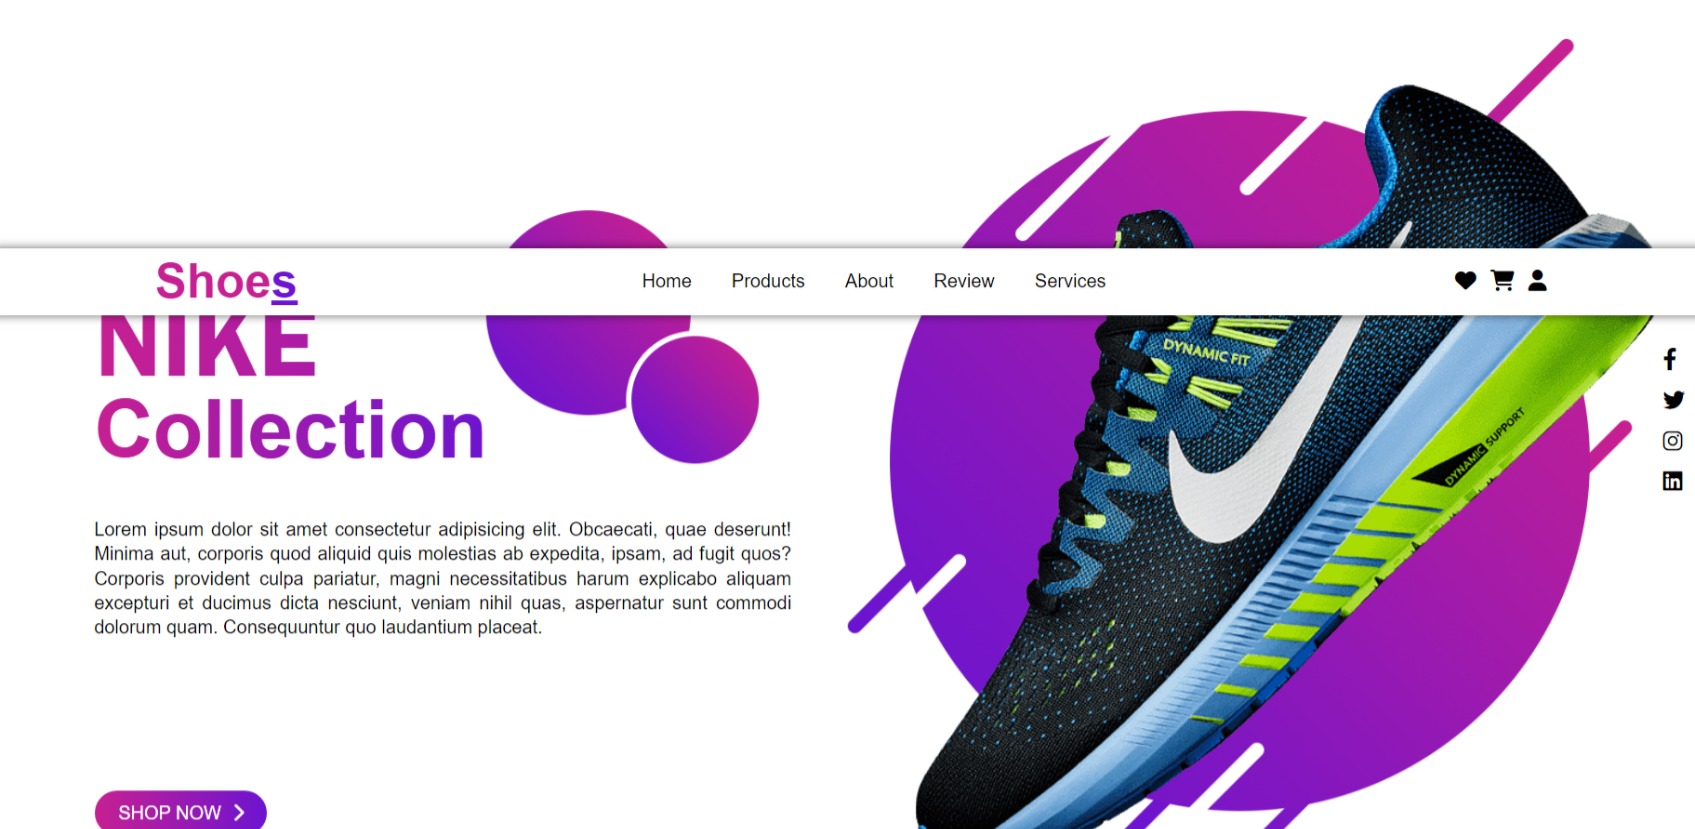 Shoes
Home Products About Review Services
NIKE
Collection
DYNAMIC FIT
DYNAMIC SUPPORT
Lorem ipsum dolor sit amet consectetur adipisicing elit. Obcaecati, quae deserunt!
Minima aut, corporis quod aliquid quis molestias ab expedita, ipsam, ad fugit quos?
Corporis provident culpa pariatur, magni necessitatibus harum explicabo aliquam
excepturi et ducimus dicta nesciunt, veniam nihil quas, aspernatur sunt commodi
dolorum quam. Consequuntur quo laudantium placeat.
SHOP NOW